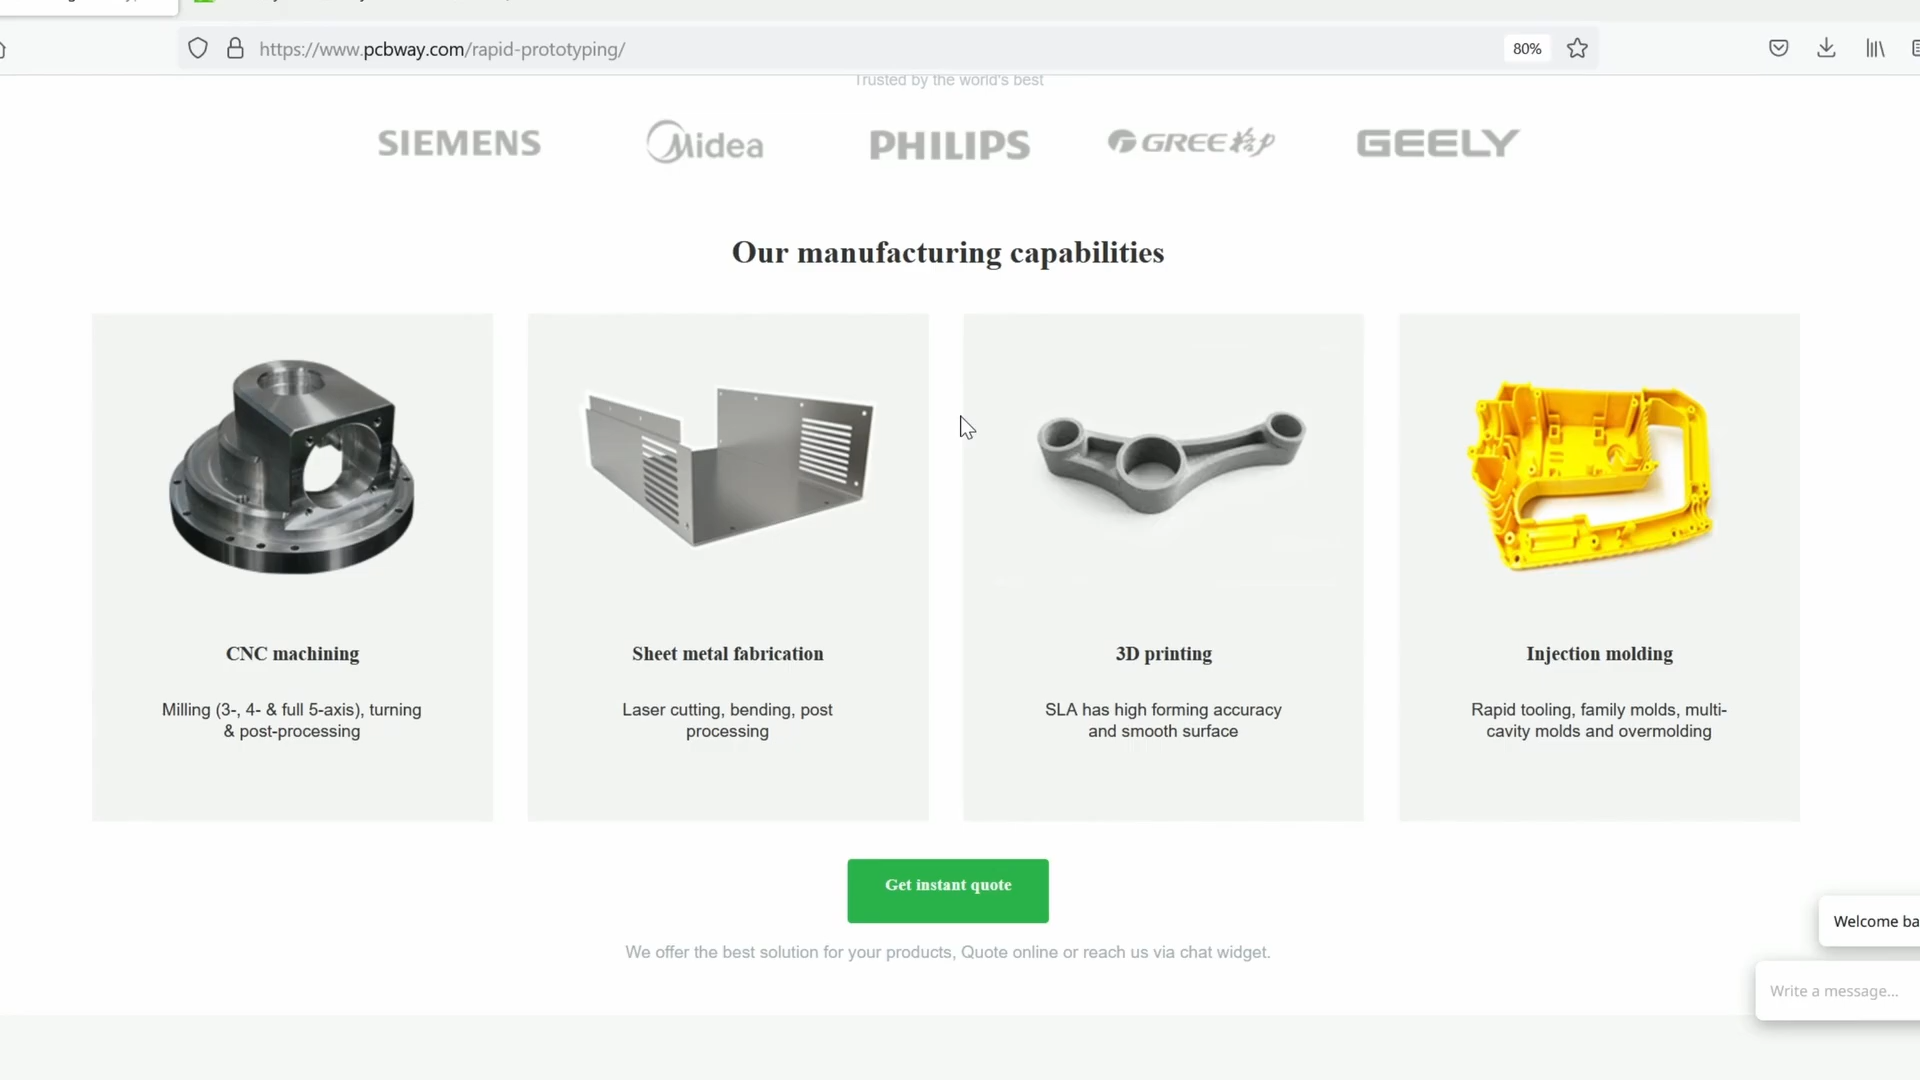 https://www.pcbway.com/rapid-prototyping/
80%
Trusted by the world's best
SIEMENS
Midea
PHILIPS
GREE 格力
GEELY
Our manufacturing capabilities
CNC machining
Milling (3-, 4- & full 5-axis), turning
& post-processing
Sheet metal fabrication
Laser cutting, bending, post
processing
3D printing
SLA has high forming accuracy
and smooth surface
Injection molding
Rapid tooling, family molds, multi-
cavity molds and overmolding
Get instant quote
We offer the best solution for your products, Quote online or reach us via chat widget.
Welcome ba
Write a message...